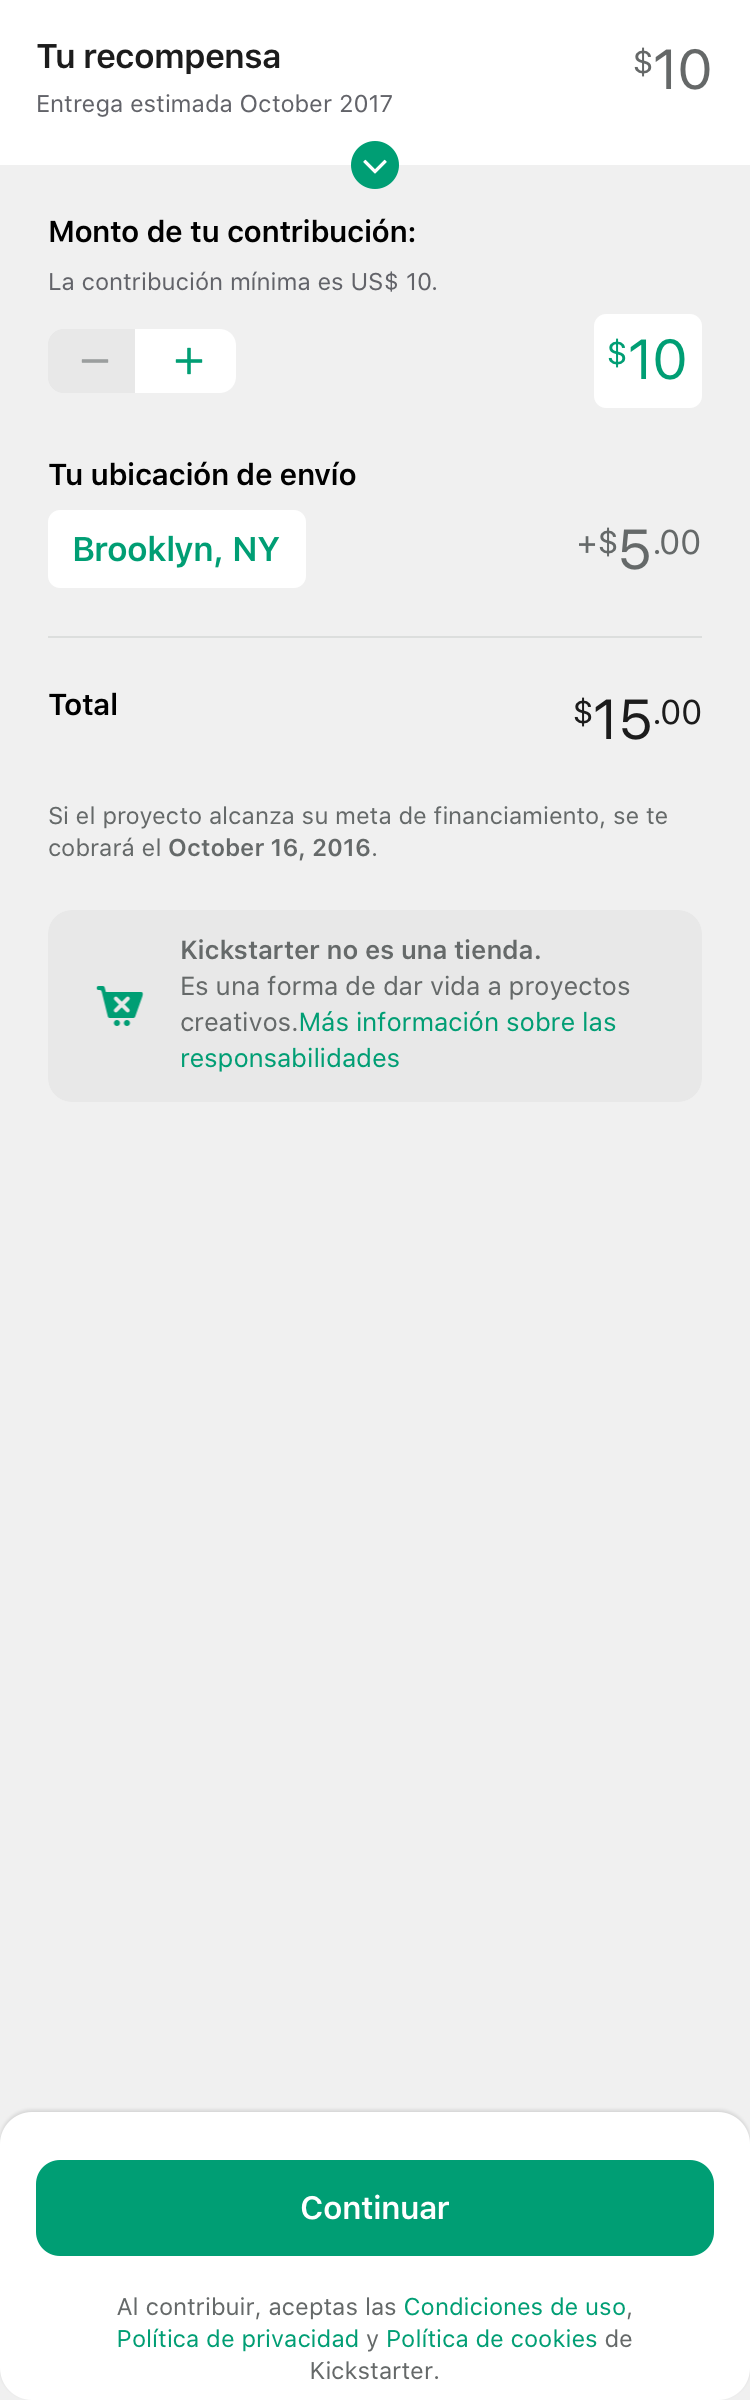 Tu recompensa
$10
Entrega estimada October 2017
Monto de tu contribución:
La contribución mínima es US$ 10.
$10
Tu ubicación de envío
Brooklyn, NY
+$5.00
Total
$15.00
Si el proyecto alcanza su meta de financiamiento, se te
cobrará el October 16, 2016.
Kickstarter no es una tienda.
Es una forma de dar vida a proyectos
creativos.Más información sobre las
responsabilidades
Continuar
Al contribuir, aceptas las Condiciones de uso,
Política de privacidad y Política de cookies de
Kickstarter.